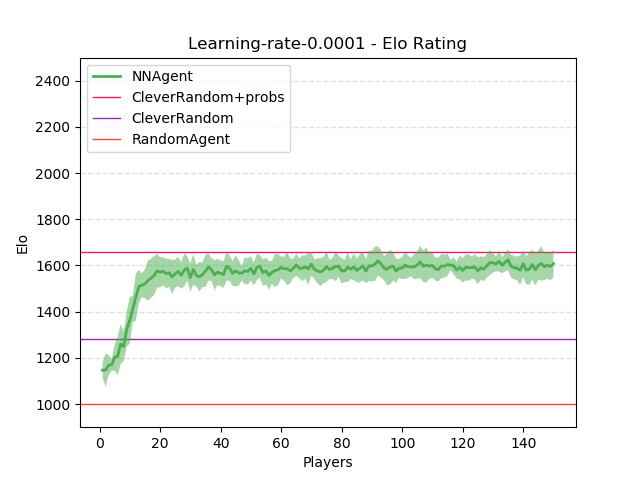 Learning-rate-0.0001 - Elo Rating
NNAgent
CleverRandom+probs
CleverRandom
RandomAgent
2400
2200
2000
1800
1600
1400
1200
1000
Elo
0 20 40 60 80 100 120 140
Players